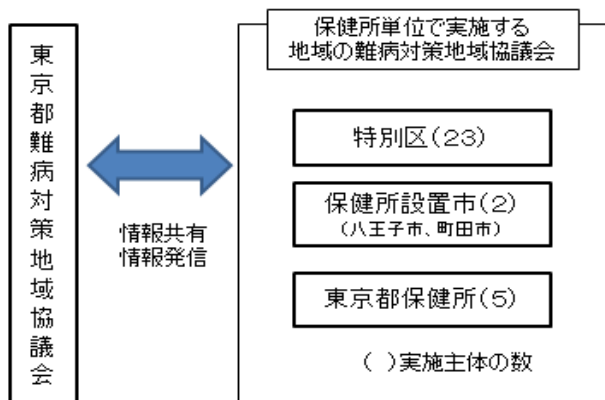 東京都難病対策地域協議会
情報共有
情報発信
保健所単位で実施する
地域の難病対策地域協議会
特別区(23)
保健所設置市(2)
(八王子市、町田市)
東京都保健所(5)
( )実施主体の数